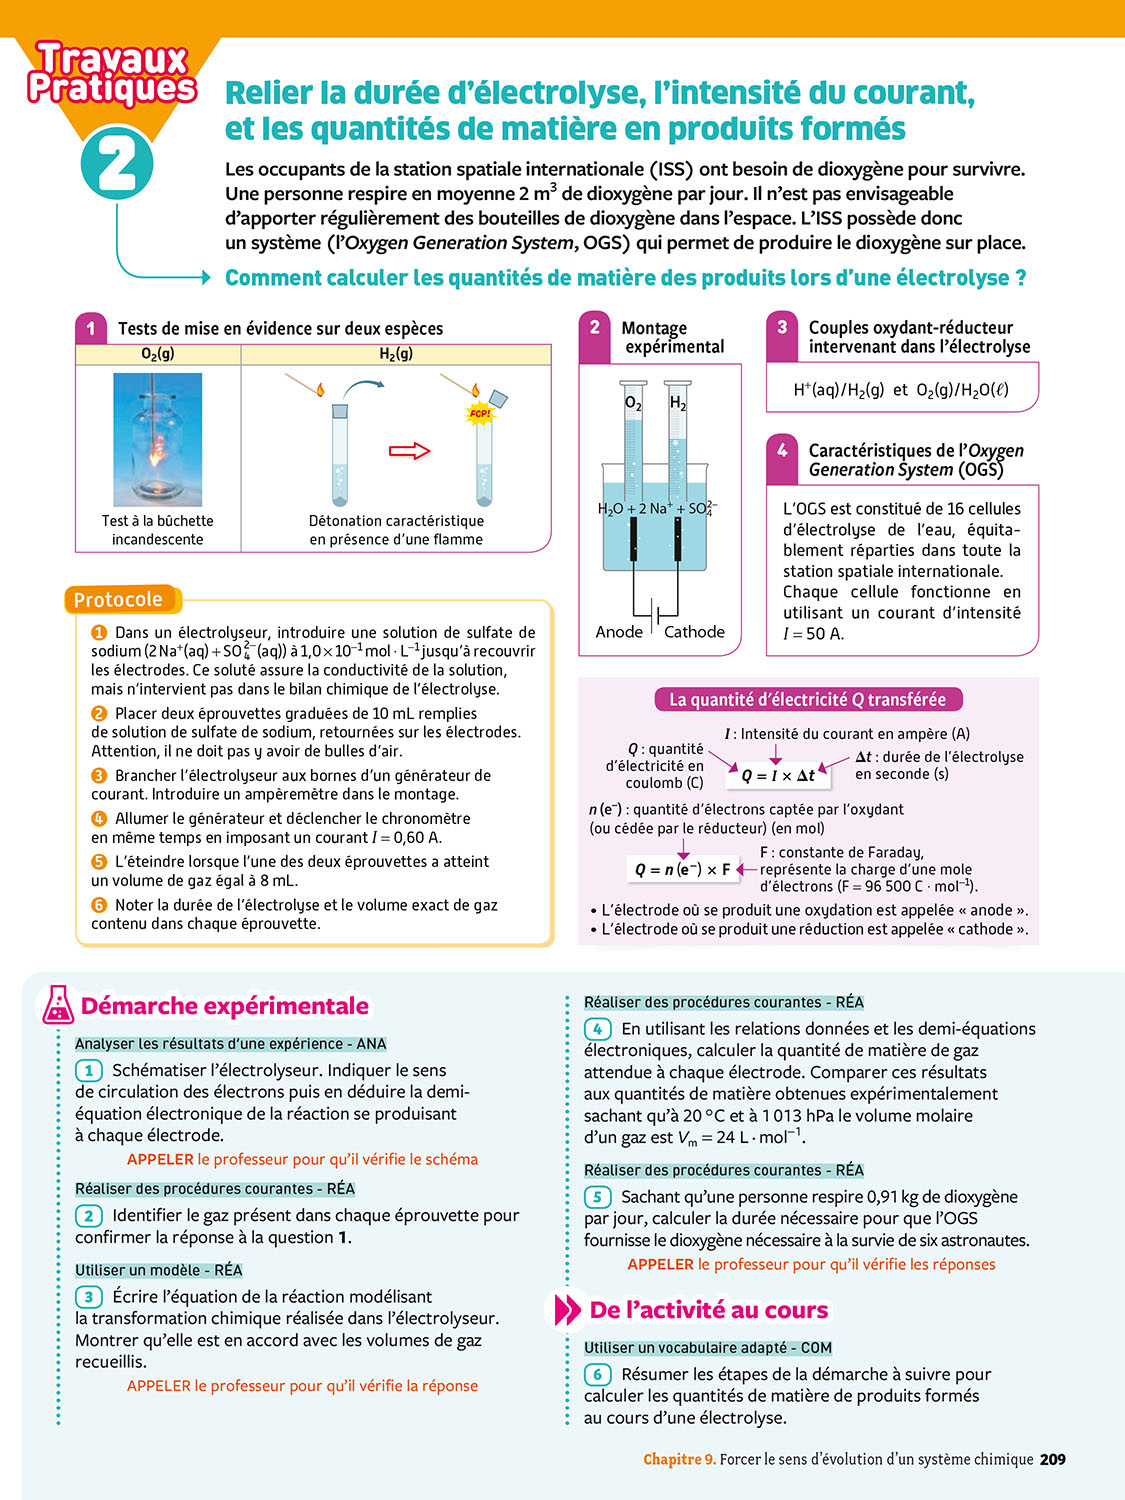 Travaux
Pratiques
2
Relier la durée d'électrolyse, l'intensité du courant,
et les quantités de matière en produits formés
Les occupants de la station spatiale internationale (ISS) ont besoin de dioxygène pour survivre.
Une personne respire en moyenne 2 m³ de dioxygène par jour. Il n'est pas envisageable
d'apporter régulièrement des bouteilles de dioxygène dans l'espace. L'ISS possède donc
un système (l'Oxygen Generation System, OGS) qui permet de produire le dioxygène sur place.
Comment calculer les quantités de matière des produits lors d'une électrolyse ?
1 Tests de mise en évidence sur deux espèces
O₂(g) H₂(g)
FOP!
Test à la bûchette
incandescente
Détonation caractéristique
en présence d'une flamme
2 Montage
expérimental
O₂ H₂
H₂O + 2 Na⁺ + SO₄²⁻
Anode Cathode
3 Couples oxydant-réducteur
intervenant dans l'électrolyse
H⁺(aq)/H₂(g) et O₂(g)/H₂O(ℓ)
4 Caractéristiques de l'Oxygen
Generation System (OGS)
L'OGS est constitué de 16 cellules
d'électrolyse de l'eau, équita-
blement réparties dans toute la
station spatiale internationale.
Chaque cellule fonctionne en
utilisant un courant d'intensité
I = 50 A.
Protocole
1 Dans un électrolyseur, introduire une solution de sulfate de
sodium (2 Na⁺(aq) + SO₄²⁻(aq)) à 1,0 × 10⁻¹ mol · L⁻¹ jusqu'à recouvrir
les électrodes. Ce soluté assure la conductivité de la solution,
mais n'intervient pas dans le bilan chimique de l'électrolyse.
2 Placer deux éprouvettes graduées de 10 mL remplies
de solution de sulfate de sodium, retournées sur les électrodes.
Attention, il ne doit pas y avoir de bulles d'air.
3 Brancher l'électrolyseur aux bornes d'un générateur de
courant. Introduire un ampèremètre dans le montage.
4 Allumer le générateur et déclencher le chronomètre
en même temps en imposant un courant I = 0,60 A.
5 L'éteindre lorsque l'une des deux éprouvettes a atteint
un volume de gaz égal à 8 mL.
6 Noter la durée de l'électrolyse et le volume exact de gaz
contenu dans chaque éprouvette.
La quantité d'électricité Q transférée
I : Intensité du courant en ampère (A)
Q : quantité
d'électricité en
coulomb (C)
Q = I × Δt
Δt : durée de l'électrolyse
en seconde (s)
n (e⁻) : quantité d'électrons captée par l'oxydant
(ou cédée par le réducteur) (en mol)
Q = n (e⁻) × F
F : constante de Faraday,
représente la charge d'une mole
d'électrons (F = 96 500 C · mol⁻¹).
• L'électrode où se produit une oxydation est appelée « anode ».
• L'électrode où se produit une réduction est appelée « cathode ».
Démarche expérimentale
Analyser les résultats d'une expérience - ANA
1 Schématiser l'électrolyseur. Indiquer le sens
de circulation des électrons puis en déduire la demi-
équation électronique de la réaction se produisant
à chaque électrode.
APPELER le professeur pour qu'il vérifie le schéma
Réaliser des procédures courantes - RÉA
2 Identifier le gaz présent dans chaque éprouvette pour
confirmer la réponse à la question 1.
Utiliser un modèle - RÉA
3 Écrire l'équation de la réaction modélisant
la transformation chimique réalisée dans l'électrolyseur.
Montrer qu'elle est en accord avec les volumes de gaz
recueillis.
APPELER le professeur pour qu'il vérifie la réponse
Réaliser des procédures courantes - RÉA
4 En utilisant les relations données et les demi-équations
électroniques, calculer la quantité de matière de gaz
attendue à chaque électrode. Comparer ces résultats
aux quantités de matière obtenues expérimentalement
sachant qu'à 20 °C et à 1 013 hPa le volume molaire
d'un gaz est Vₘ = 24 L · mol⁻¹.
Réaliser des procédures courantes - RÉA
5 Sachant qu'une personne respire 0,91 kg de dioxygène
par jour, calculer la durée nécessaire pour que l'OGS
fournisse le dioxygène nécessaire à la survie de six astronautes.
APPELER le professeur pour qu'il vérifie les réponses
De l'activité au cours
Utiliser un vocabulaire adapté - COM
6 Résumer les étapes de la démarche à suivre pour
calculer les quantités de matière de produits formés
au cours d'une électrolyse.
Chapitre 9. Forcer le sens d'évolution d'un système chimique 209